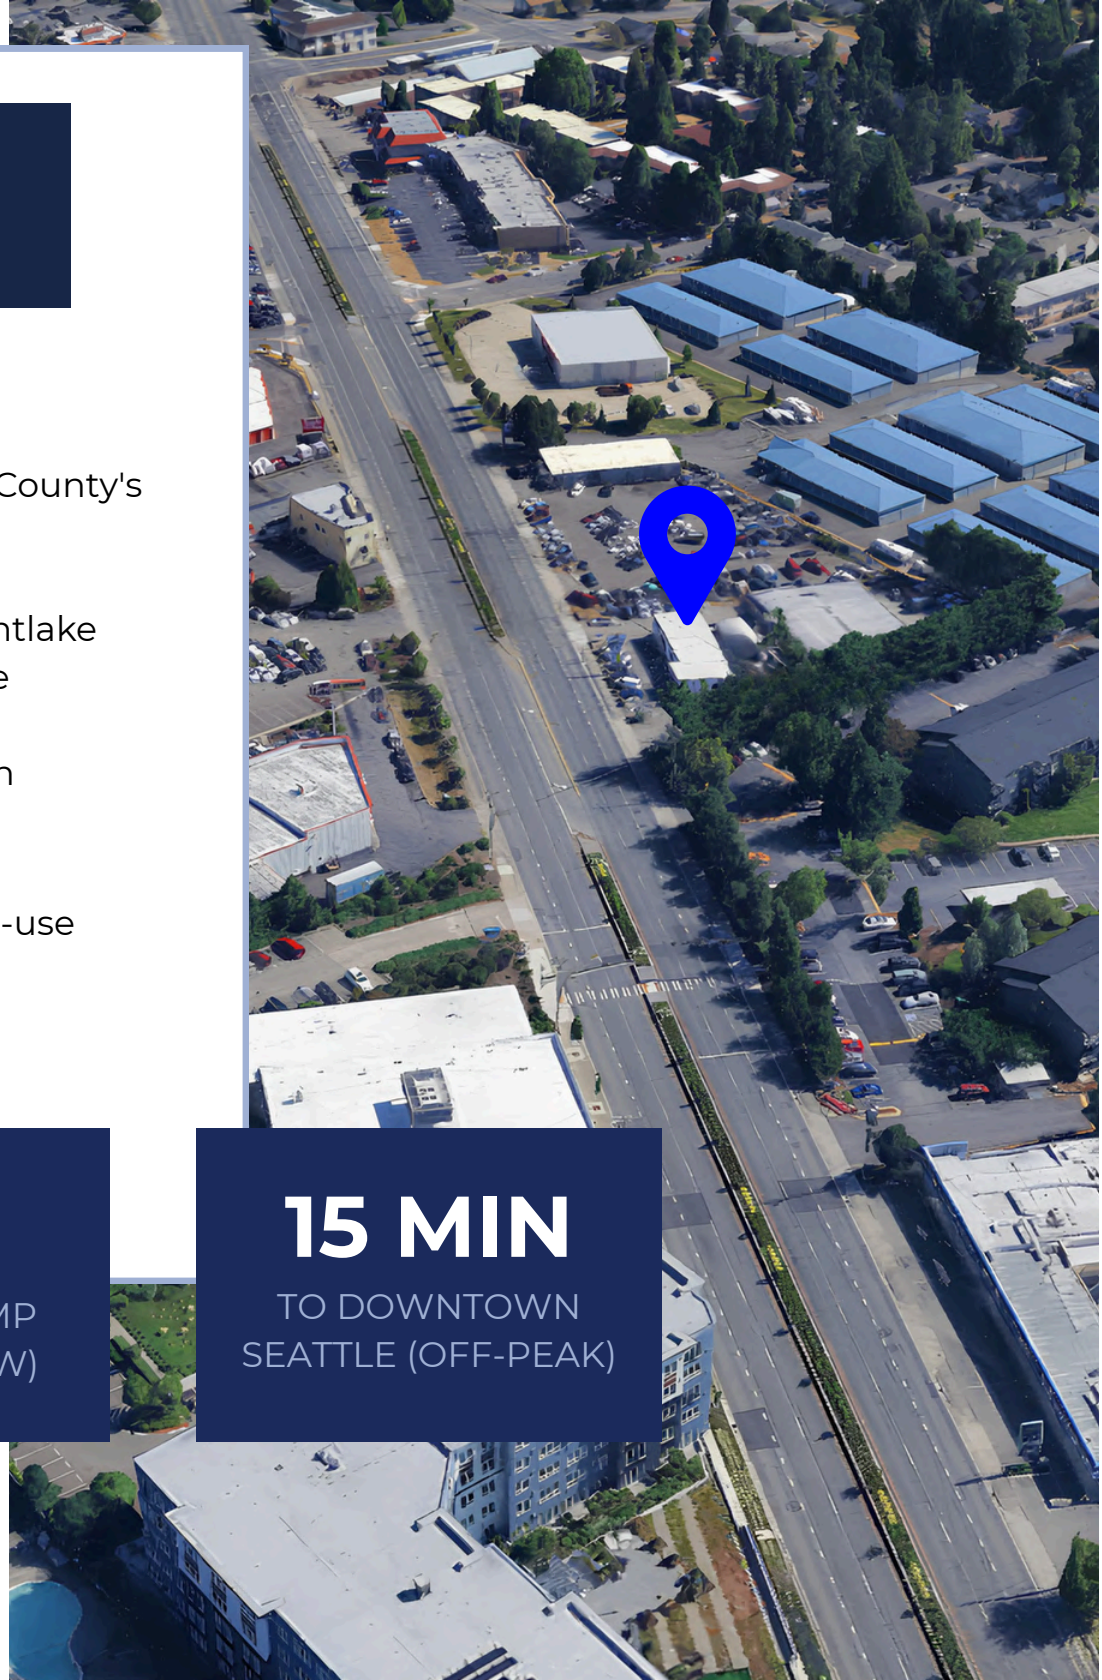 County's
ntlake
e
n
-use
MP
W)
15 MIN
TO DOWNTOWN
SEATTLE (OFF-PEAK)